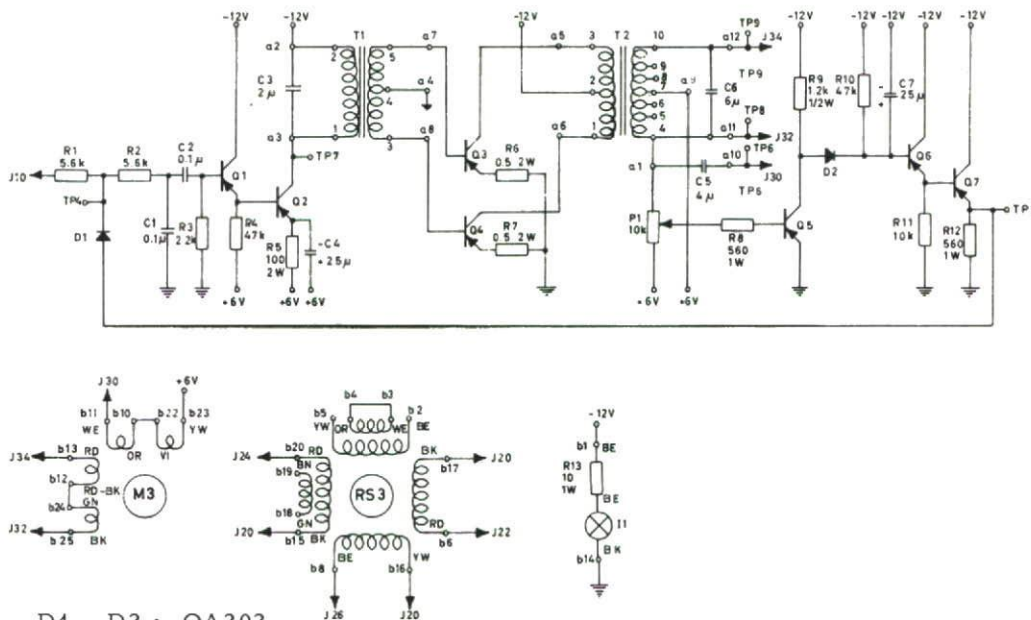 -12V -12V -12V -12V -12V -12V -12V -12V
a2 T1 a7 a5 3 T2 10 a12 TP9 J34
2 5 9 8 7 a9 TP9
C3 2μ a4 4 2 6 5 C6 6μ TP8
R9 1.2k 1/2W R10 47k C7 25μ
+ -
a3 1 3 a8 a6 1 4 a11 J32
TP7 TP6
a1 a10 J30
C5 4μ TP6
R1 5.6k R2 5.6k C2 0.1μ
J10 TP4 D1
C1 0.1μ R3 2.2k Q1 R4 47k Q2
R5 100 2W -C4 +25μ
+6V +6V +6V
Q3 R6 0.5 2W
Q4 R7 0.5 2W
P1 10k R8 560 1W Q5 D2
+6V +6V
Q6 Q7 TP
R11 10k R12 560 1W
J30 +6V
b11 b10 b22 b23
WE OR VI YW
J34 b13 RD
b12 RD-BK M3
b24 GN
J32 b25 BK
b4 b3
b5 YW OR WE b2 BE
J24 b20 RD BK b17 J20
b19 BN
RS3
b18 GN
J20 b15 BK RD b6 J22
b8 BE YW b16
J26 J20
-12V
b1 BE
R13 10 1W
BE
I1
BK
b14
D4 D3 : OA202